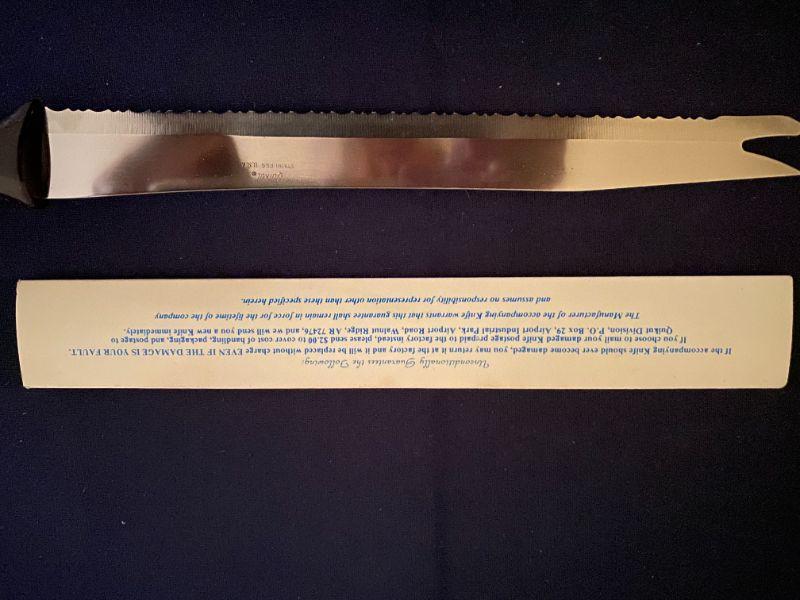 QUIKUT®
STAINLESS U.S.A.
Unconditionally Guarantees the Following:
If the accompanying Knife should ever become damaged, you may return it at the factory and it will be replaced without charge EVEN IF THE DAMAGE IS YOUR FAULT.
If you choose to mail your damaged Knife postage prepaid to the factory instead, please send $2.00 to cover cost of handling, packaging, and postage to
Quikut Division, P.O. Box 29, Airport Industrial Park, Airport Road, Walnut Ridge, AR 72476, and we will send you a new Knife immediately.
The Manufacturer of the accompanying Knife warrants that this guarantee shall remain in force for the lifetime of the company
and assumes no responsibility for representation other than these specified herein.